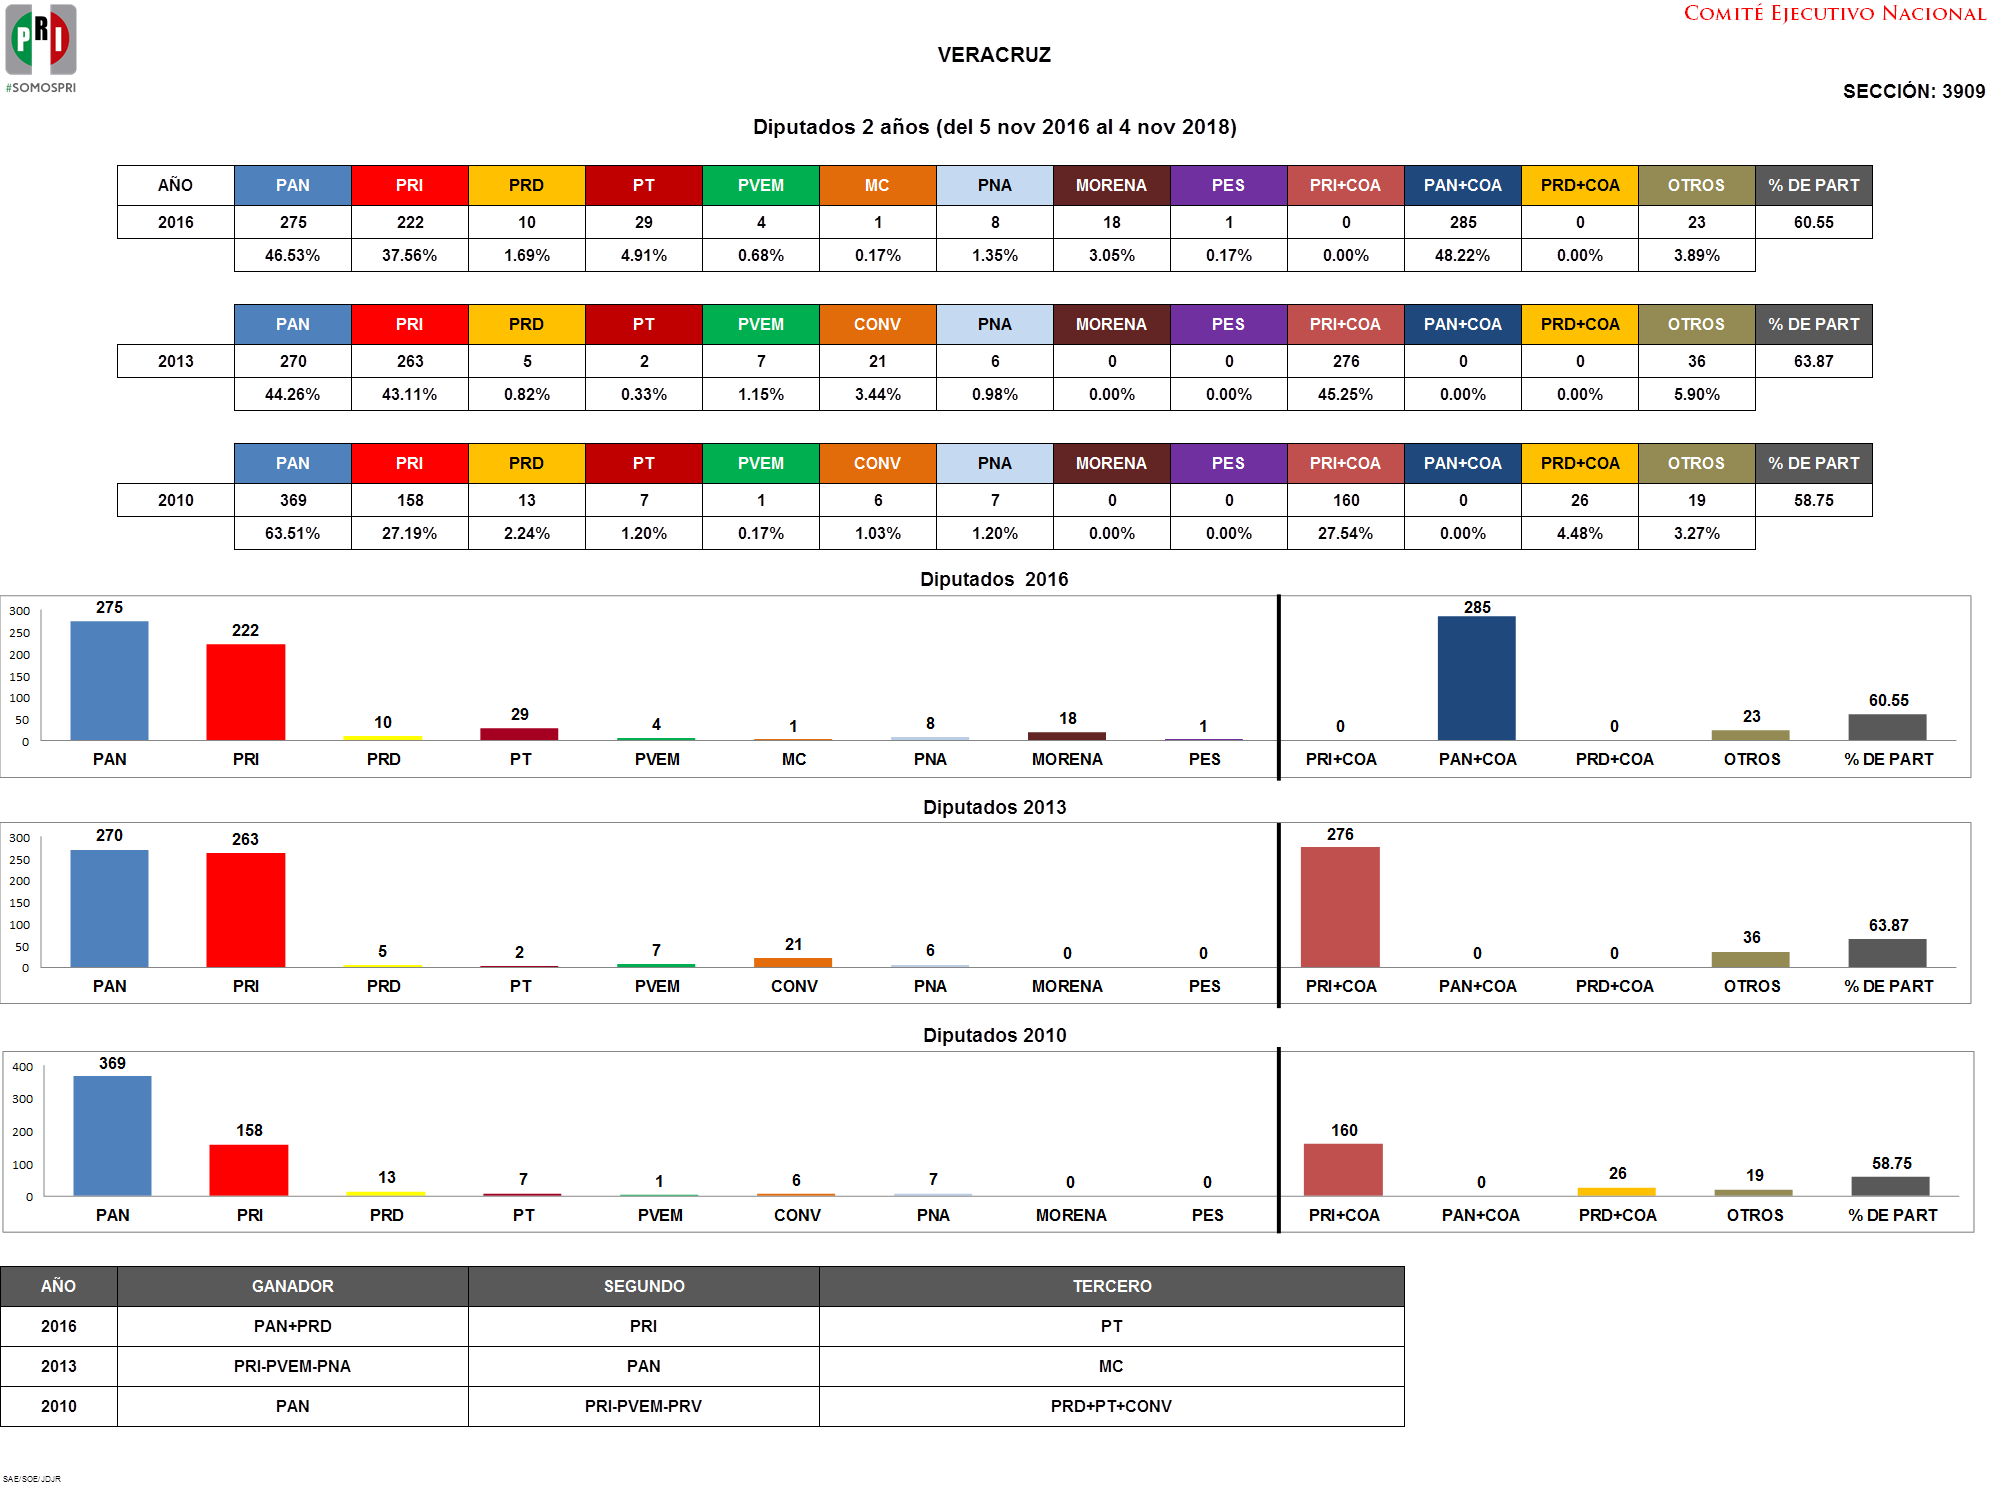 PRI
#SOMOSPRI
COMITÉ EJECUTIVO NACIONAL
VERACRUZ
SECCIÓN: 3909
Diputados 2 años (del 5 nov 2016 al 4 nov 2018)
AÑO PAN PRI PRD PT PVEM MC PNA MORENA PES PRI+COA PAN+COA PRD+COA OTROS % DE PART
2016 275 222 10 29 4 1 8 18 1 0 285 0 23 60.55
46.53% 37.56% 1.69% 4.91% 0.68% 0.17% 1.35% 3.05% 0.17% 0.00% 48.22% 0.00% 3.89%
PAN PRI PRD PT PVEM CONV PNA MORENA PES PRI+COA PAN+COA PRD+COA OTROS % DE PART
2013 270 263 5 2 7 21 6 0 0 276 0 0 36 63.87
44.26% 43.11% 0.82% 0.33% 1.15% 3.44% 0.98% 0.00% 0.00% 45.25% 0.00% 0.00% 5.90%
PAN PRI PRD PT PVEM CONV PNA MORENA PES PRI+COA PAN+COA PRD+COA OTROS % DE PART
2010 369 158 13 7 1 6 7 0 0 160 0 26 19 58.75
63.51% 27.19% 2.24% 1.20% 0.17% 1.03% 1.20% 0.00% 0.00% 27.54% 0.00% 4.48% 3.27%
Diputados 2016
300
250
200
150
100
50
0
275 222 10 29 4 1 8 18 1 0 285 0 23 60.55
PAN PRI PRD PT PVEM MC PNA MORENA PES PRI+COA PAN+COA PRD+COA OTROS % DE PART
Diputados 2013
300
250
200
150
100
50
0
270 263 5 2 7 21 6 0 0 276 0 0 36 63.87
PAN PRI PRD PT PVEM CONV PNA MORENA PES PRI+COA PAN+COA PRD+COA OTROS % DE PART
Diputados 2010
400
300
200
100
0
369 158 13 7 1 6 7 0 0 160 0 26 19 58.75
PAN PRI PRD PT PVEM CONV PNA MORENA PES PRI+COA PAN+COA PRD+COA OTROS % DE PART
AÑO GANADOR SEGUNDO TERCERO
2016 PAN+PRD PRI PT
2013 PRI-PVEM-PNA PAN MC
2010 PAN PRI-PVEM-PRV PRD+PT+CONV
SAE/SOE/JDJR